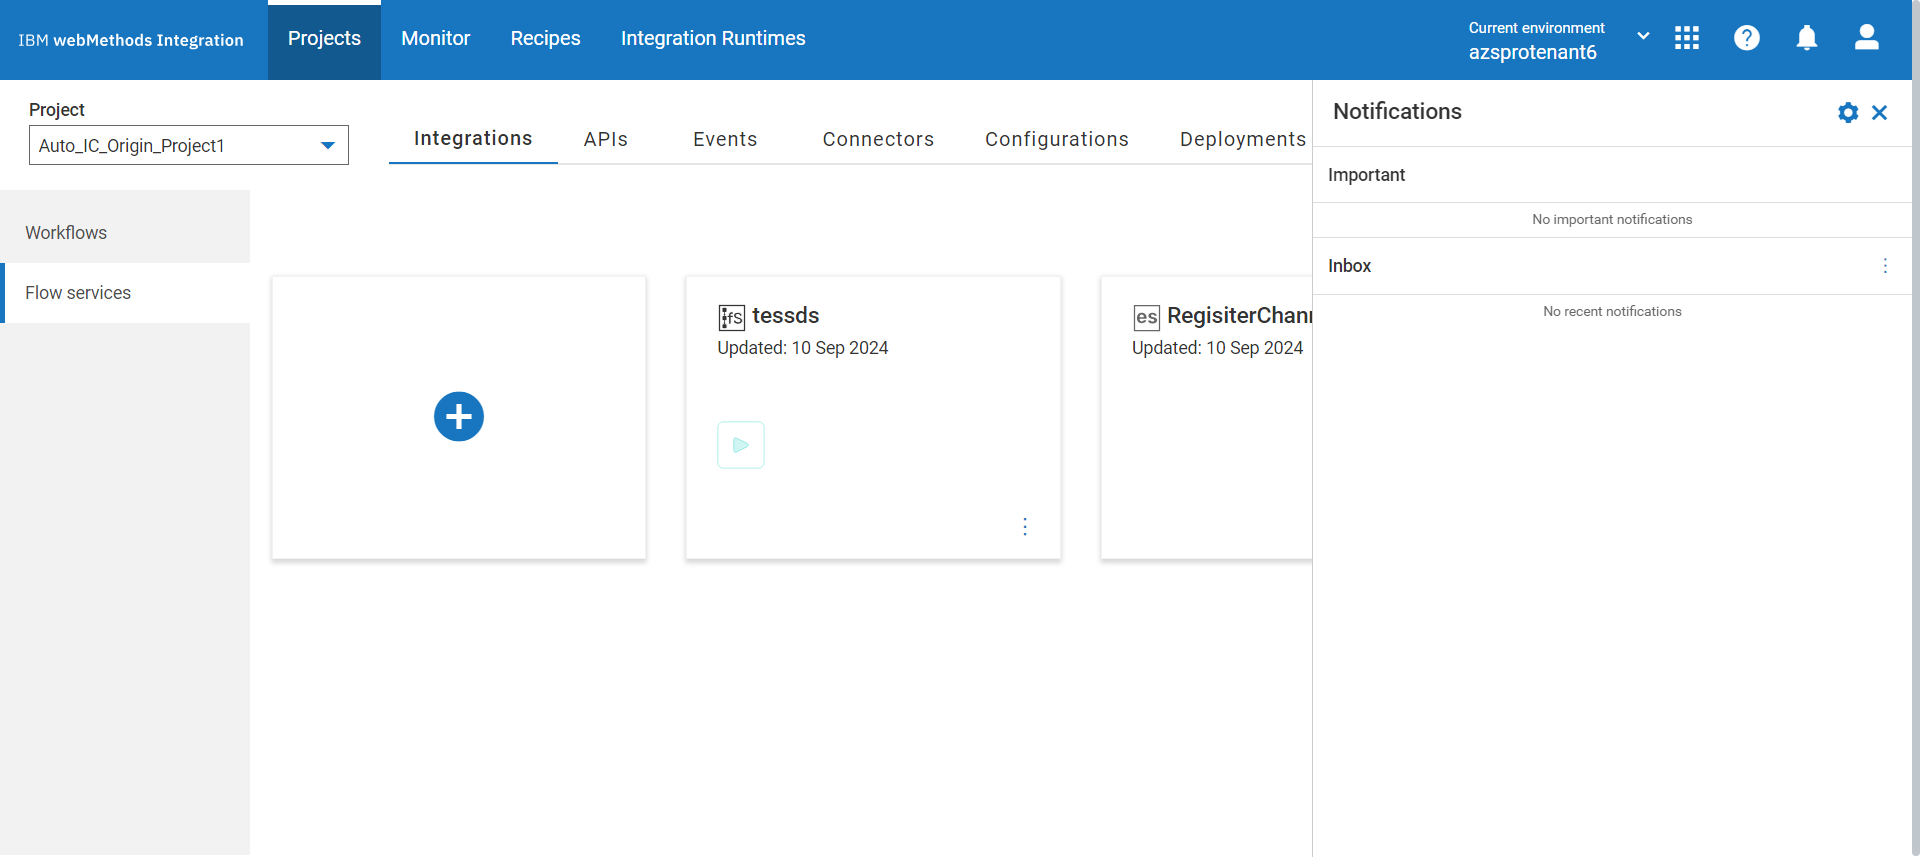 IBM webMethods Integration
Projects
Monitor
Recipes
Integration Runtimes
Current environment
azsprotenant6
Project
Auto_IC_Origin_Project1
Integrations
APIs
Events
Connectors
Configurations
Deployments
Notifications
Important
No important notifications
Inbox
No recent notifications
Workflows
Flow services
fS tessds
Updated: 10 Sep 2024
es RegisiterChann
Updated: 10 Sep 2024